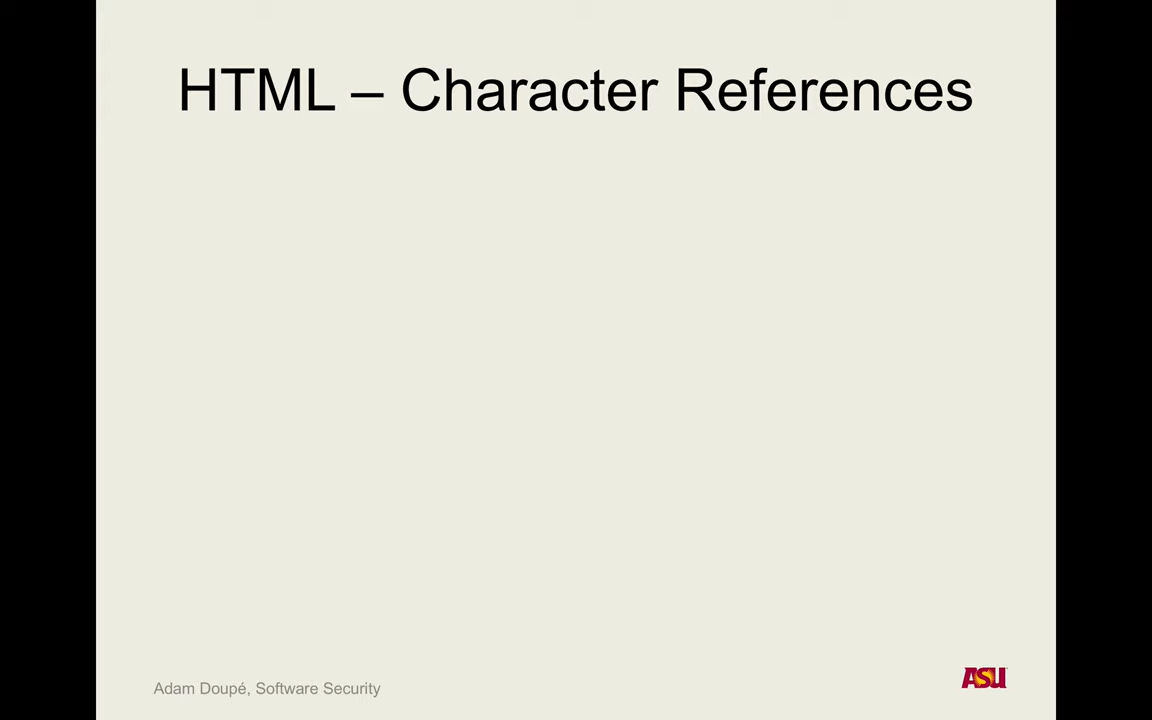 HTML – Character References
Adam Doupé, Software Security
ASU